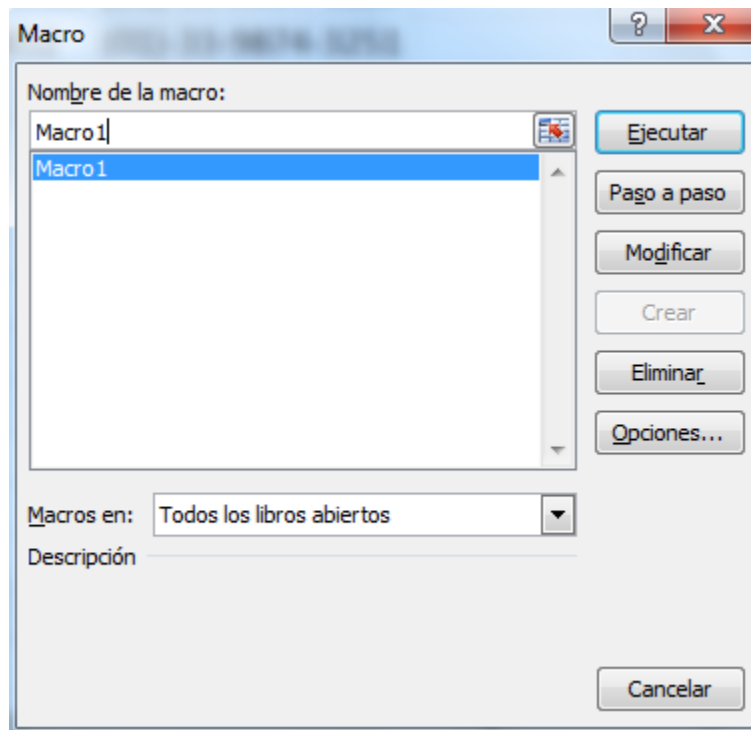 Macro
Nombre de la macro:
Macro1
Macro1
Ejecutar
Paso a paso
Modificar
Crear
Eliminar
Opciones...
Macros en:
Todos los libros abiertos
Descripción
Cancelar